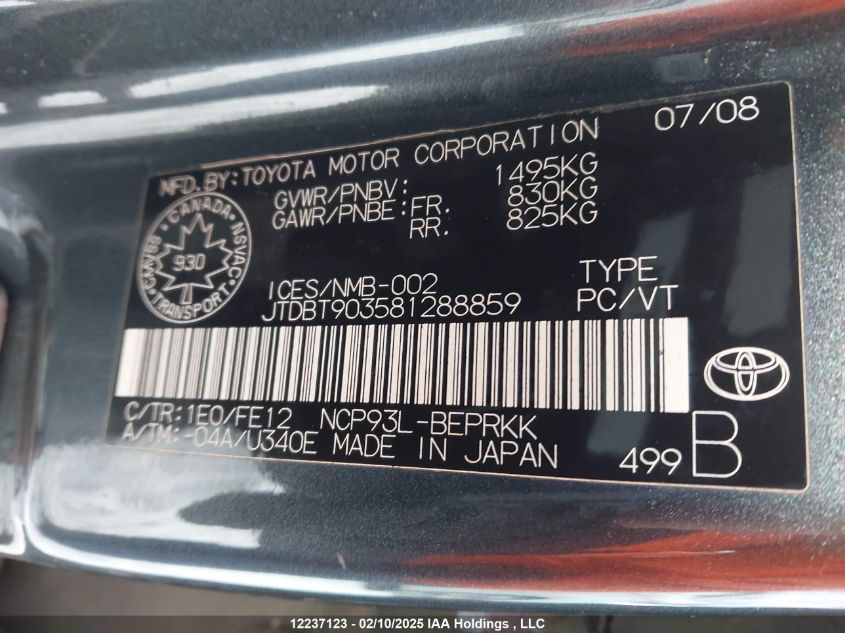 07/08
MFD.BY:TOYOTA MOTOR CORPORATION
GVWR/PNBV: 1495KG
GAWR/PNBE:FR. 830KG
RR. 825KG
CANADA
CMVSS NSVAC
930
TRANSPORT
ICES/NMB-002 TYPE
JTDBT903581288859 PC/VT
C/TR:1E0/FE12 NCP93L-BEPRKK
A/TM:-04A/U340E MADE IN JAPAN
499 B
12237123 - 02/10/2025 IAA Holdings , LLC